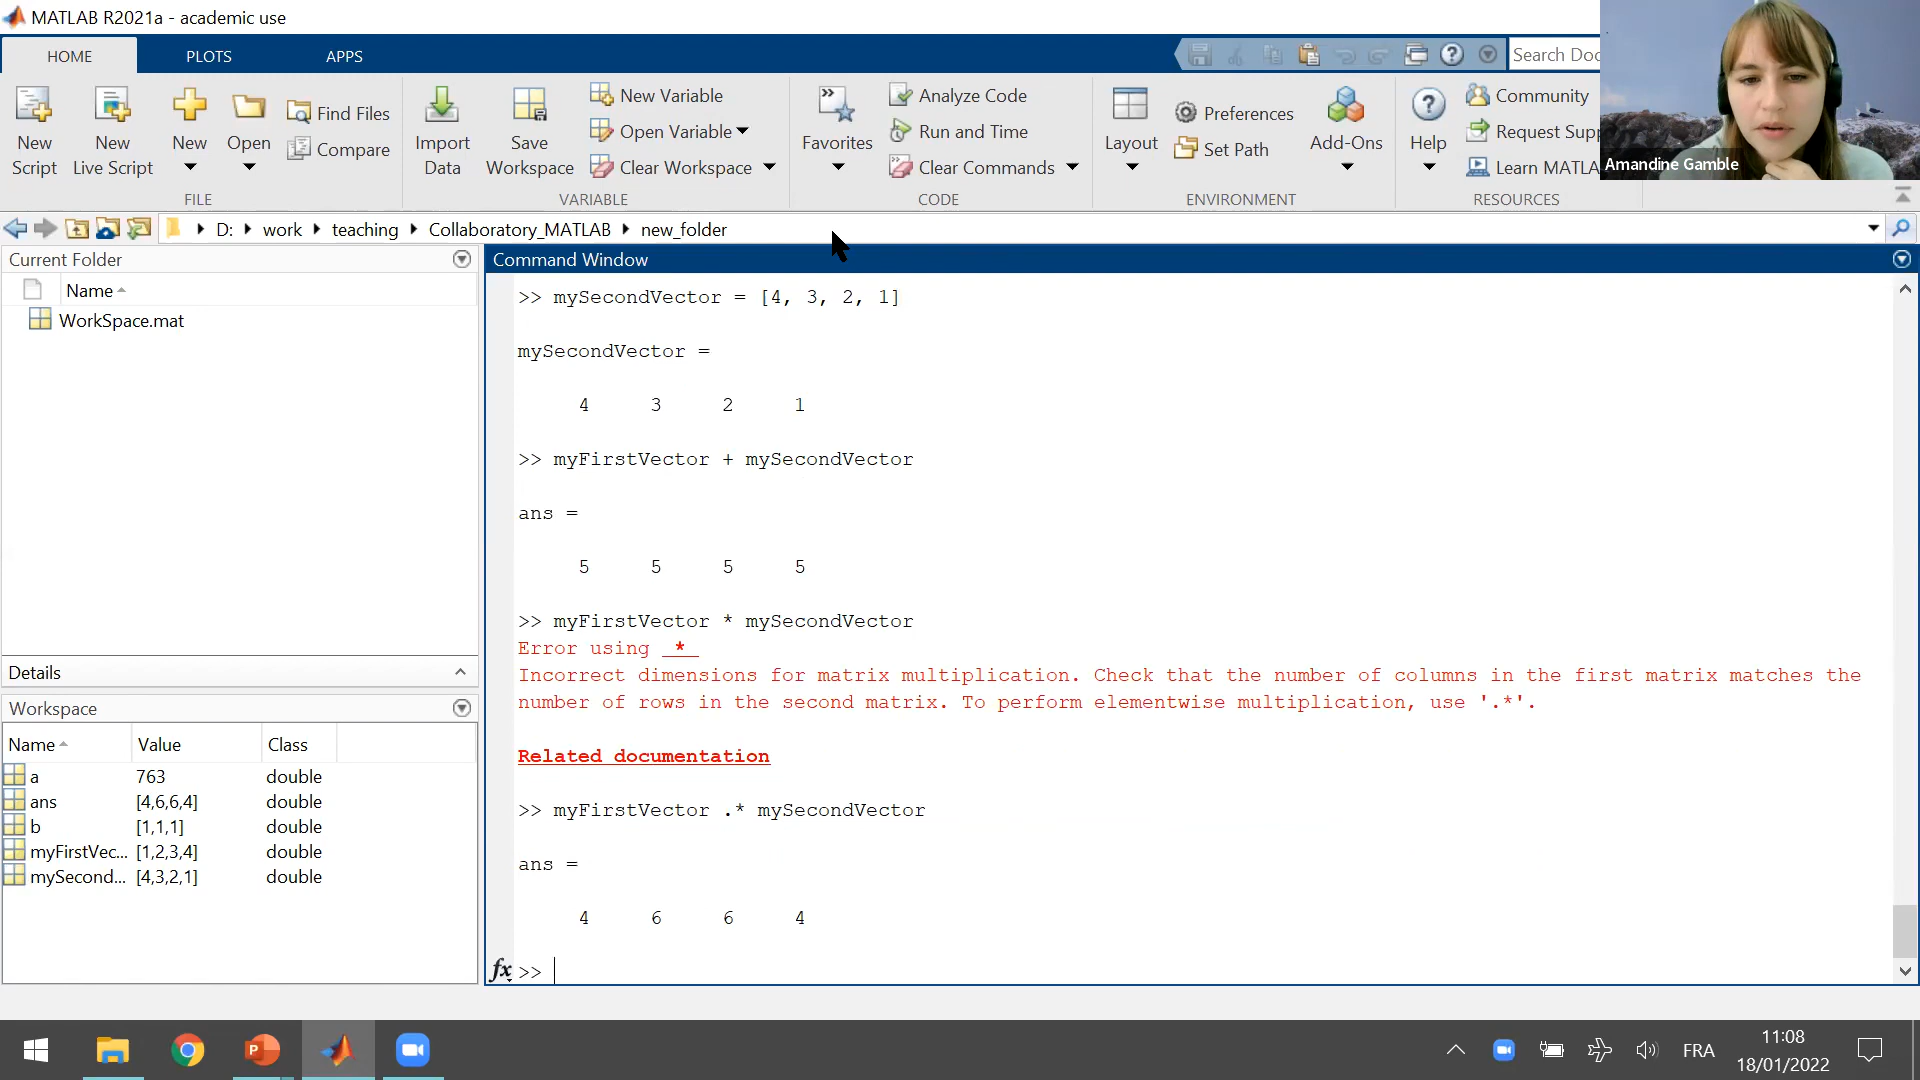 MATLAB R2021a - academic use
HOME
PLOTS
APPS
Search Doc
New
Script
New
Live Script
New
Open
Find Files
Compare
FILE
Import
Data
Save
Workspace
New Variable
Open Variable
Clear Workspace
VARIABLE
Favorites
Analyze Code
Run and Time
Clear Commands
CODE
Layout
Preferences
Set Path
Add-Ons
ENVIRONMENT
Help
Community
Request Supp
Learn MATLA
RESOURCES
Amandine Gamble
D: work teaching Collaboratory_MATLAB new_folder
Current Folder
Name
WorkSpace.mat
Details
Workspace
Name Value Class
a 763 double
ans [4,6,6,4] double
b [1,1,1] double
myFirstVec... [1,2,3,4] double
mySecond... [4,3,2,1] double
Command Window
>> mySecondVector = [4, 3, 2, 1]
mySecondVector =
4 3 2 1
>> myFirstVector + mySecondVector
ans =
5 5 5 5
>> myFirstVector * mySecondVector
Error using *
Incorrect dimensions for matrix multiplication. Check that the number of columns in the first matrix matches the
number of rows in the second matrix. To perform elementwise multiplication, use '.*'.
Related documentation
>> myFirstVector .* mySecondVector
ans =
4 6 6 4
fx >>
FRA
11:08
18/01/2022